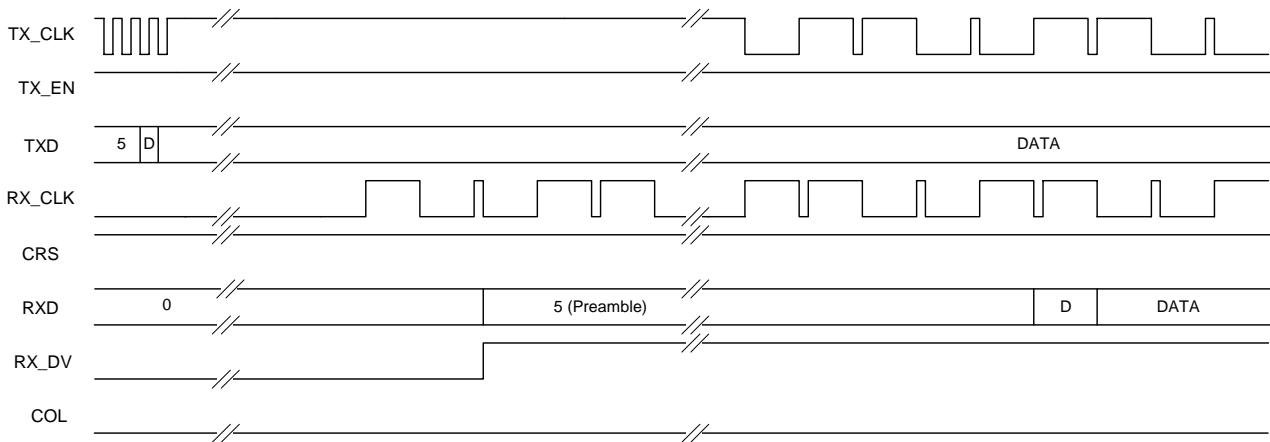 TX_CLK
TX_EN
TXD 5 D DATA
RX_CLK
CRS
RXD 0 5 (Preamble) D DATA
RX_DV
COL